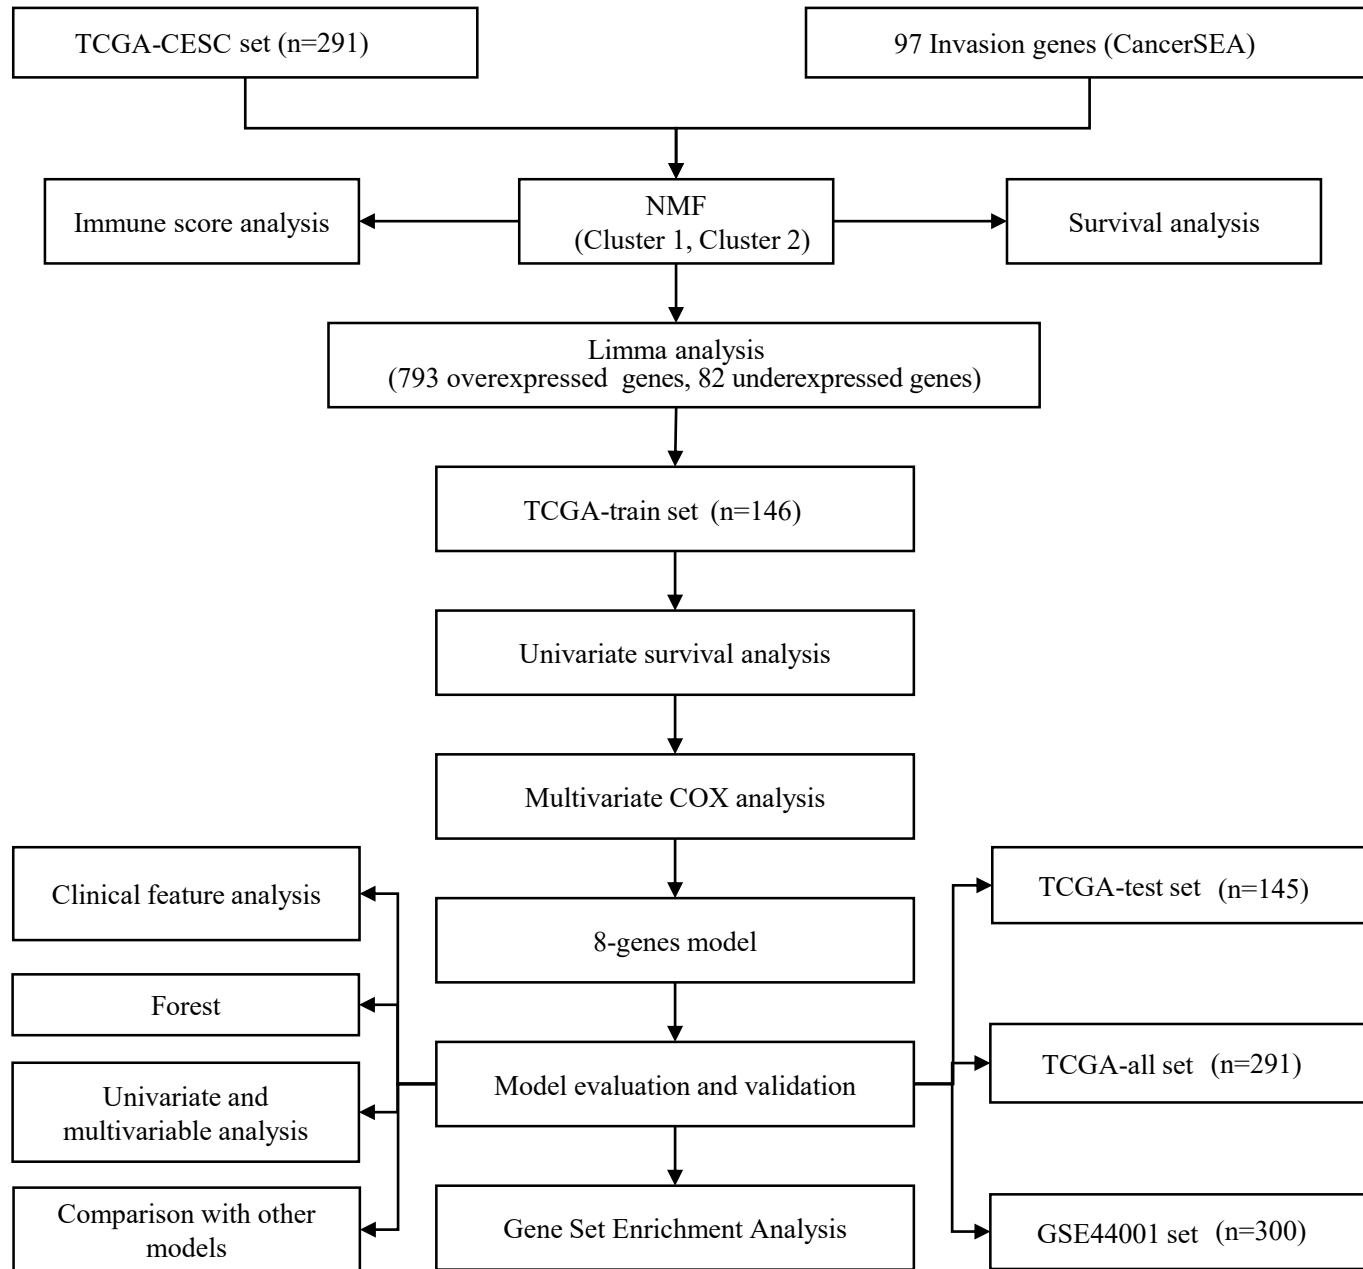 TCGA-CESC set (n=291)
97 Invasion genes (CancerSEA)
Immune score analysis
NMF
(Cluster 1, Cluster 2)
Survival analysis
Limma analysis
(793 overexpressed genes, 82 underexpressed genes)
TCGA-train set (n=146)
Univariate survival analysis
Multivariate COX analysis
8-genes model
Model evaluation and validation
Gene Set Enrichment Analysis
Clinical feature analysis
Forest
Univariate and
multivariable analysis
Comparison with other
models
TCGA-test set (n=145)
TCGA-all set (n=291)
GSE44001 set (n=300)